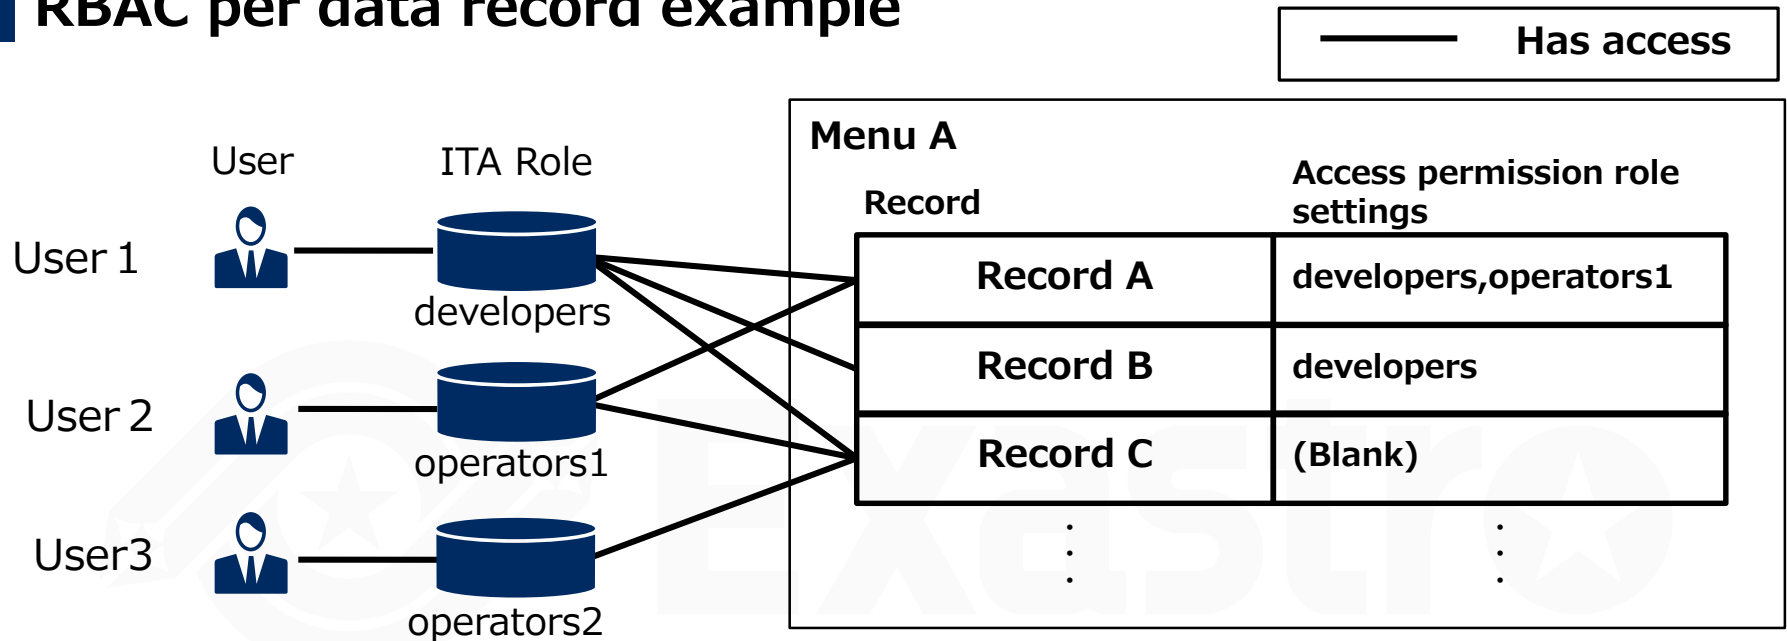 RBAC per data record example
Has access
User
ITA Role
User 1
developers
User 2
operators1
User3
operators2
Menu A
Record
Access permission role
settings
Record A
developers,operators1
Record B
developers
Record C
(Blank)
Exastro